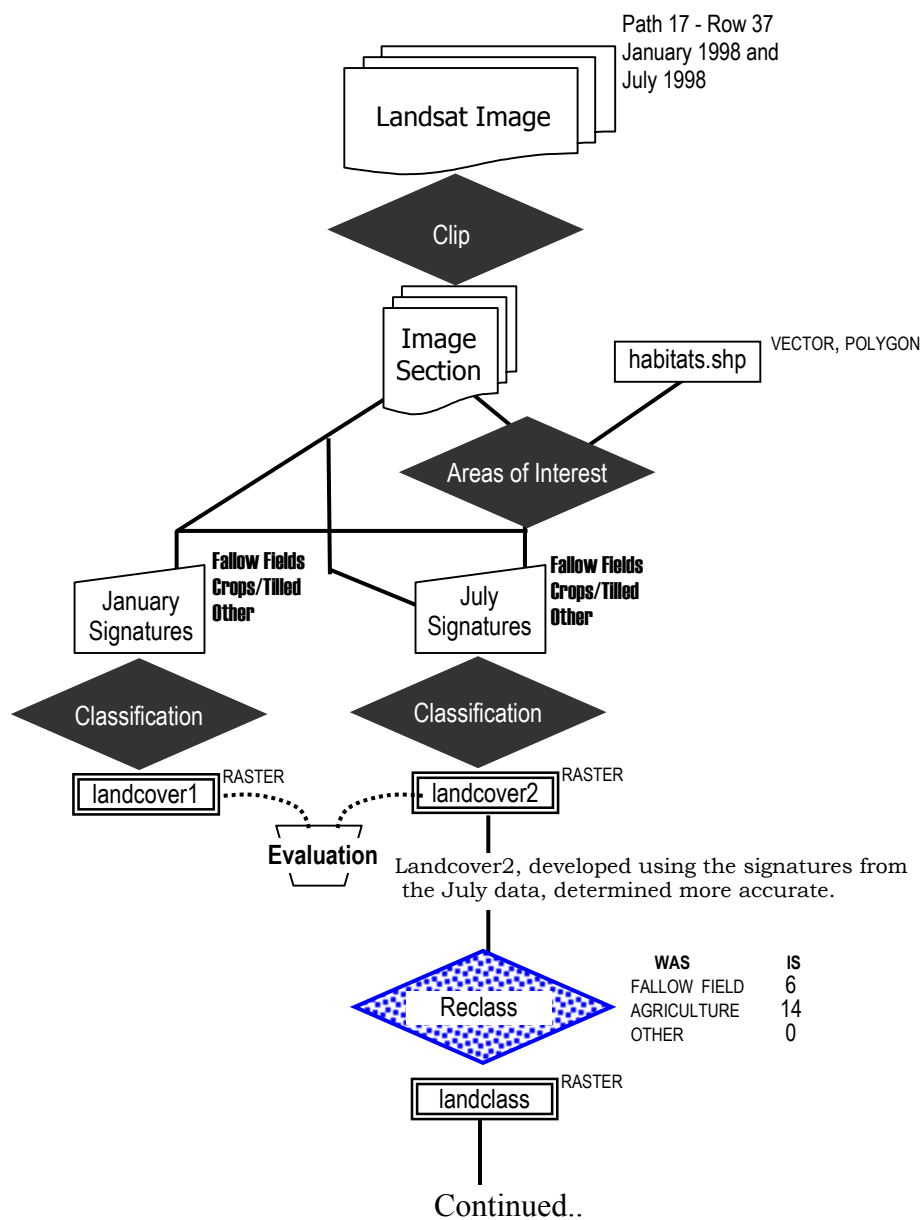 Path 17 - Row 37
January 1998 and
July 1998
Landsat Image
Clip
Image
Section
habitats.shp
VECTOR, POLYGON
Areas of Interest
January
Signatures
Fallow Fields
Crops/Tilled
Other
July
Signatures
Fallow Fields
Crops/Tilled
Other
Classification
Classification
landcover1
RASTER
landcover2
RASTER
Evaluation
Landcover2, developed using the signatures from
the July data, determined more accurate.
Reclass
WAS IS
FALLOW FIELD 6
AGRICULTURE 14
OTHER 0
landclass
RASTER
Continued..